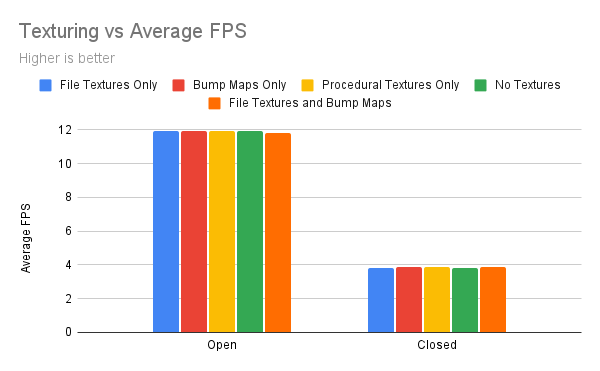 Texturing vs Average FPS
Higher is better
File Textures Only Bump Maps Only Procedural Textures Only No Textures
File Textures and Bump Maps
12
10
8
6
4
2
0
Average FPS
Open Closed